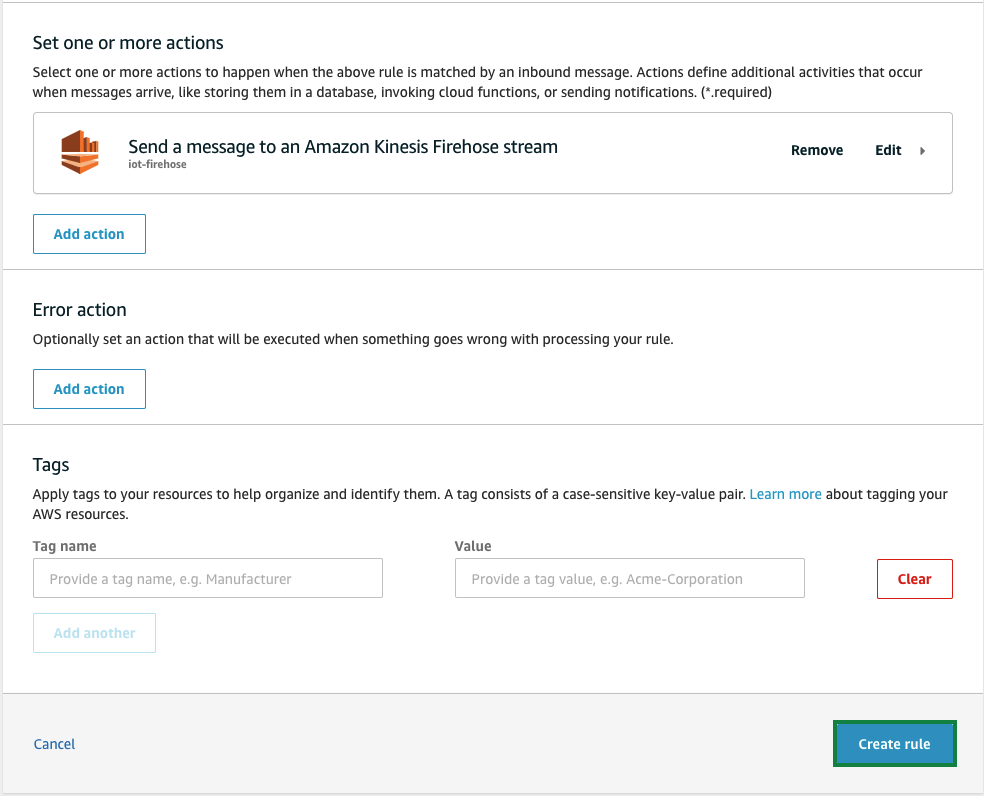 Set one or more actions
Select one or more actions to happen when the above rule is matched by an inbound message. Actions define additional activities that occur
when messages arrive, like storing them in a database, invoking cloud functions, or sending notifications. (*.required)
Send a message to an Amazon Kinesis Firehose stream
iot-firehose
Remove
Edit
Add action
Error action
Optionally set an action that will be executed when something goes wrong with processing your rule.
Add action
Tags
Apply tags to your resources to help organize and identify them. A tag consists of a case-sensitive key-value pair. Learn more about tagging your
AWS resources.
Tag name
Value
Provide a tag name, e.g. Manufacturer
Provide a tag value, e.g. Acme-Corporation
Clear
Add another
Cancel
Create rule